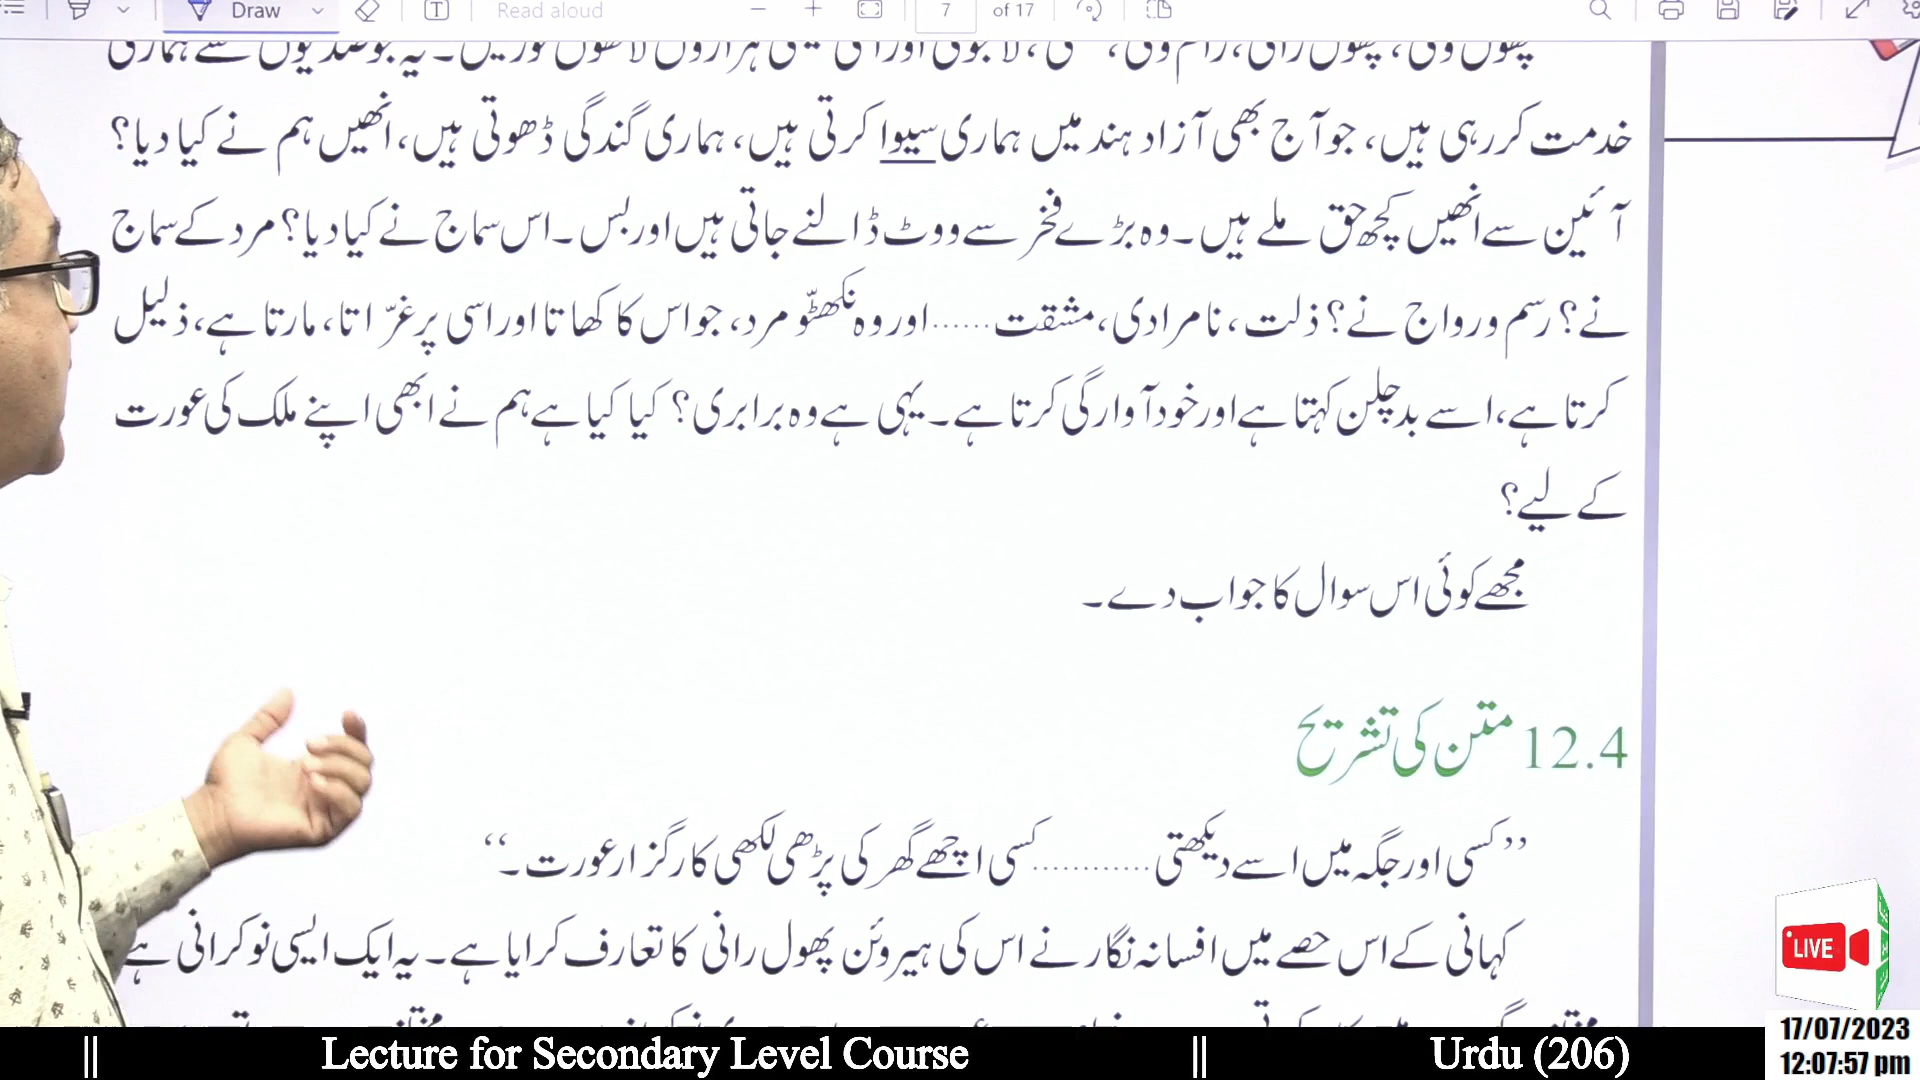 Draw
Read aloud
7
of 17
خدمت کررہی ہیں، جو آج بھی آزاد ہند میں ہماری سیوا کرتی ہیں، ہماری گندگی ڈھوتی ہیں، انھیں ہم نے کیا دیا؟
آئین سے انھیں کچھ حق ملے ہیں۔ وہ بڑے فخر سے ووٹ ڈالنے جاتی ہیں اور بس۔ اس سماج نے کیا دیا؟ مرد کے سماج
نے؟ رسم و رواج نے؟ ذلت، نامرادی، مشقت ...... اور وہ نکھٹّو مرد، جو اس کا کھاتا اور اسی پر غرّاتا، مارتا ہے، ذلیل
کرتا ہے، اسے بدچلن کہتا ہے اور خود آوارگی کرتا ہے۔ یہی ہے وہ برابری؟ کیا کیا ہے ہم نے ابھی اپنے ملک کی عورت
کے لیے؟
مجھے کوئی اس سوال کا جواب دے۔
12.4 متن کی تشریح
’’کسی اور جگہ میں اسے دیکھتی ............ کسی اچھے گھر کی پڑھی لکھی کارگزار عورت۔‘‘
کہانی کے اس حصے میں افسانہ نگار نے اس کی ہیروئن پھول رانی کا تعارف کرایا ہے۔ یہ ایک ایسی نوکرانی ہے
LIVE
|| Lecture for Secondary Level Course || Urdu (206)
17/07/2023
12:07:57 pm